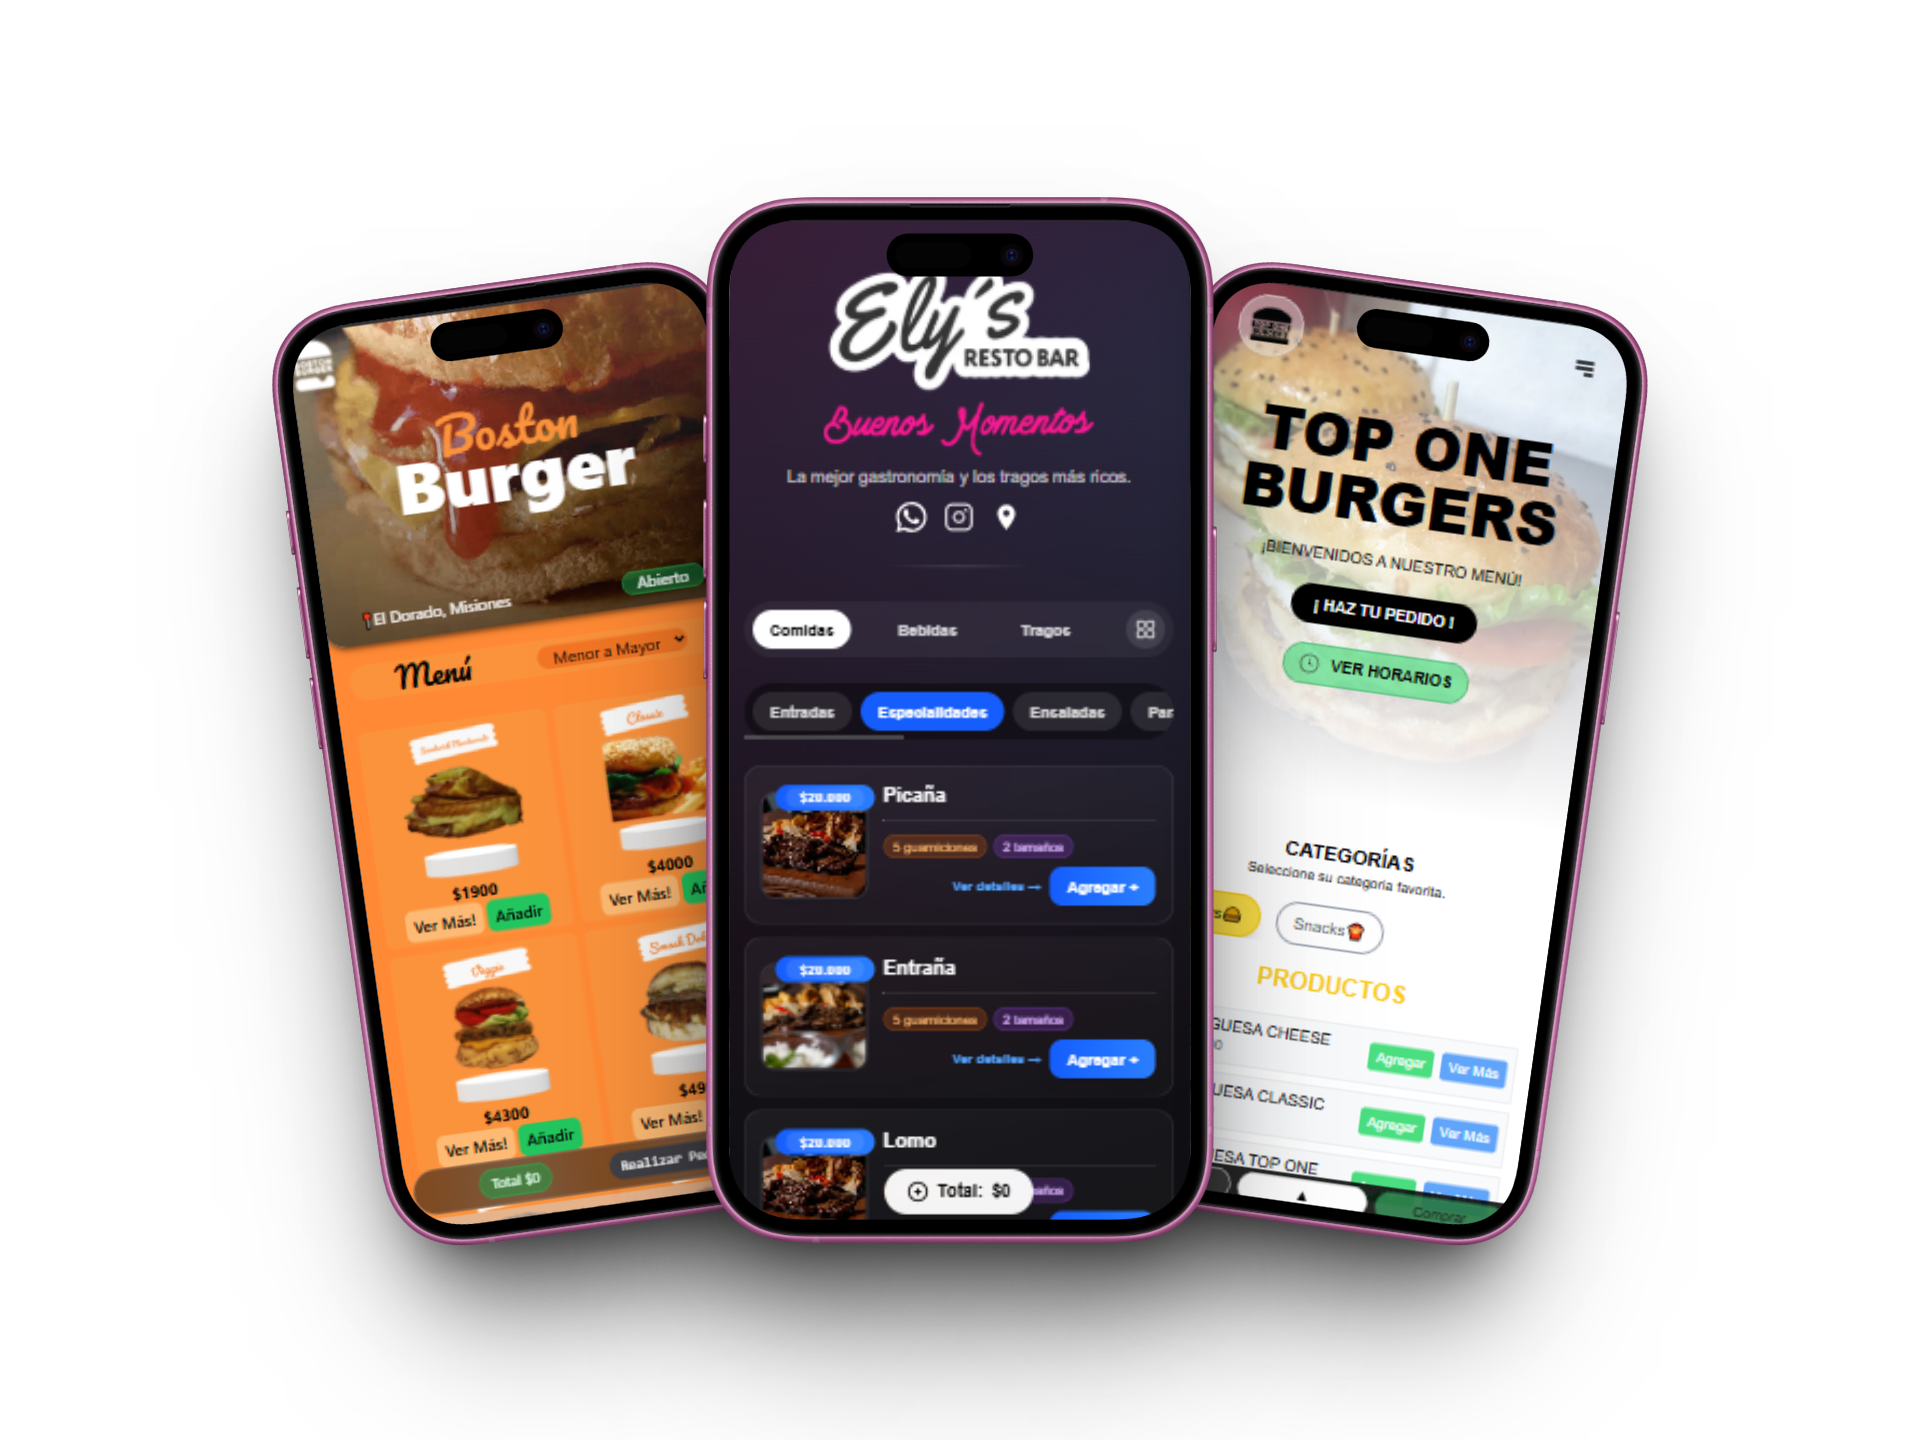 BOSTON
BURGER
Boston
Burger
Abierto
El Dorado, Misiones
Menú
Menor a Mayor
Classic
$1900
Ver Más!
Añadir
$4000
Ver Más!
Veggie
$4300
Ver Más!
Añadir
Ver Más!
Total $0
Realizar
Ely's
RESTO BAR
Buenos Momentos
La mejor gastronomía y los tragos más ricos.
Comidas
Bebidas
Tragos
Entradas
Especialidades
Ensaladas
$20.000
Picaña
5 guarniciones
2 tamaños
Ver detalles →
Agregar +
$20.000
Entraña
5 guarniciones
2 tamaños
Ver detalles →
Agregar +
$20.000
Lomo
Total: $0
TOP ONE
BURGERS
¡BIENVENIDOS A NUESTRO MENÚ!
¡ HAZ TU PEDIDO !
VER HORARIOS
CATEGORÍAS
Seleccione su categoria favorita.
Snacks
PRODUCTOS
GUESA CHEESE
Agregar
Ver Más
UESA CLASSIC
Agregar
Ver Más
ESA TOP ONE
Comprar